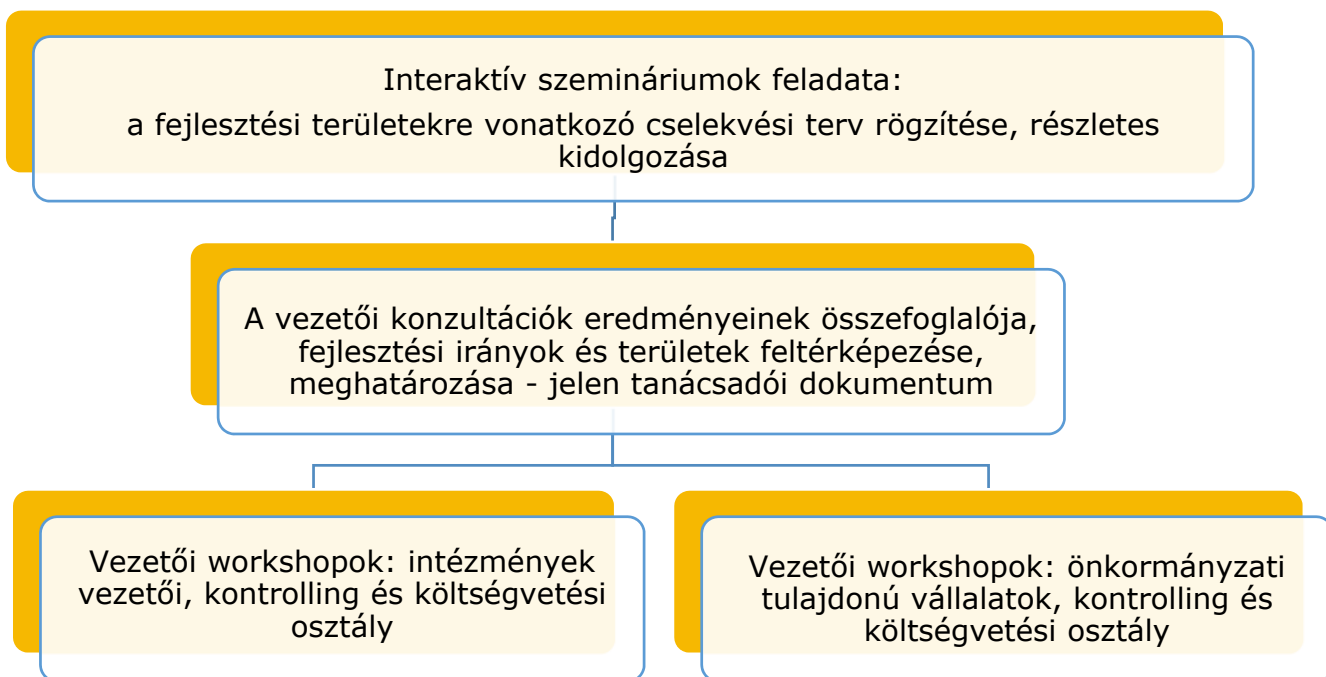 Interaktív szemináriumok feladata:
a fejlesztési területekre vonatkozó cselekvési terv rögzítése, részletes
kidolgozása
A vezetői konzultációk eredményeinek összefoglalója,
fejlesztési irányok és területek feltérképezése,
meghatározása - jelen tanácsadói dokumentum
Vezetői workshopok: intézmények
vezetői, kontrolling és költségvetési
osztály
Vezetői workshopok: önkormányzati
tulajdonú vállalatok, kontrolling és
költségvetési osztály